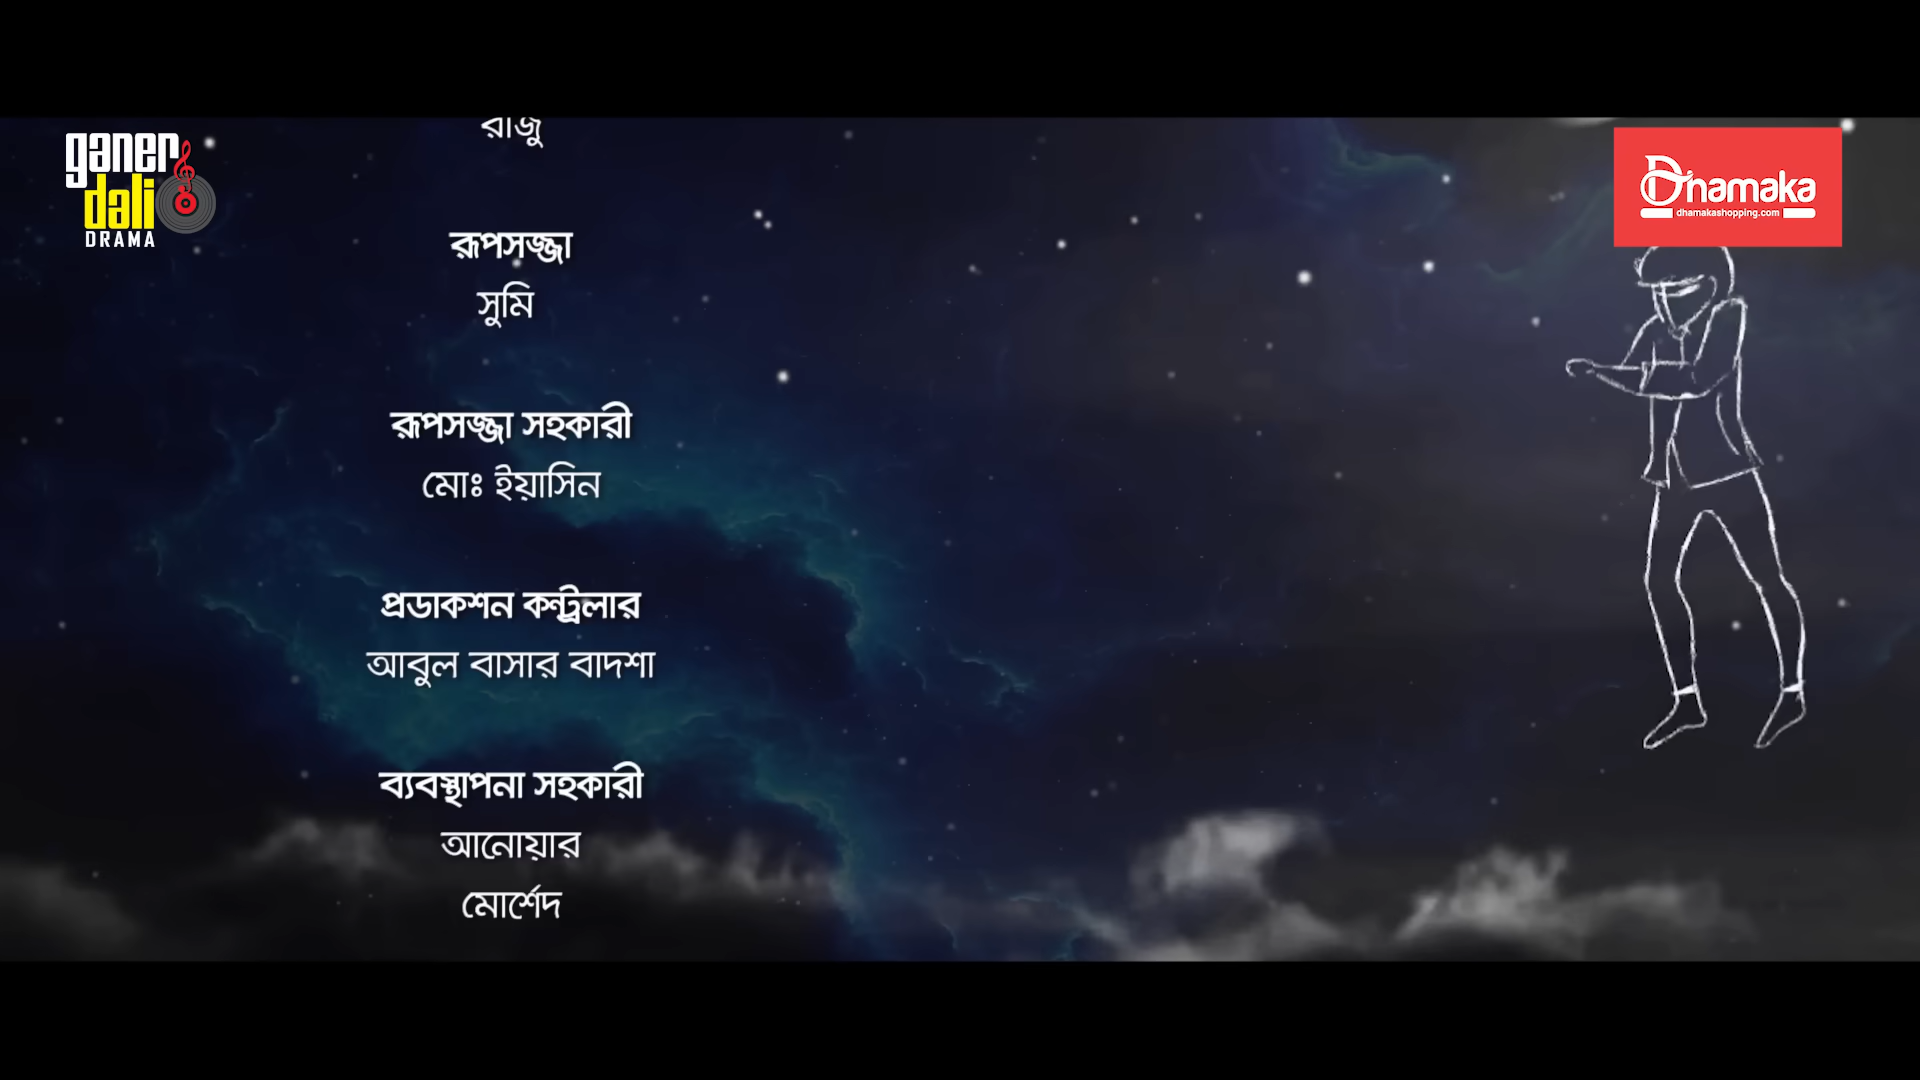 ganer
dali
DRAMA
Dhamaka
dhamakashopping.com
রাজু
রূপসজ্জা
সুমি
রূপসজ্জা সহকারী
মোঃ ইয়াসিন
প্রডাকশন কন্ট্রলার
আবুল বাসার বাদশা
ব্যবস্থাপনা সহকারী
আনোয়ার
মোর্শেদ